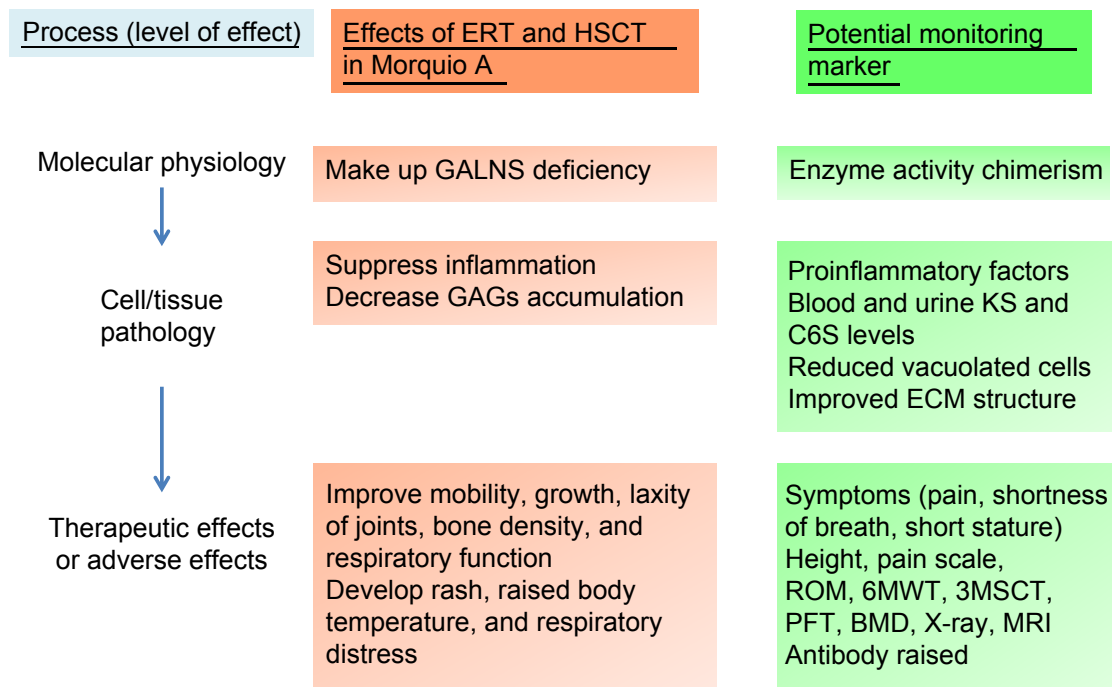 Process (level of effect)
Effects of ERT and HSCT
in Morquio A
Potential monitoring
marker
Molecular physiology
Make up GALNS deficiency
Enzyme activity chimerism
Cell/tissue
pathology
Suppress inflammation
Decrease GAGs accumulation
Proinflammatory factors
Blood and urine KS and
C6S levels
Reduced vacuolated cells
Improved ECM structure
Therapeutic effects
or adverse effects
Improve mobility, growth, laxity
of joints, bone density, and
respiratory function
Develop rash, raised body
temperature, and respiratory
distress
Symptoms (pain, shortness
of breath, short stature)
Height, pain scale,
ROM, 6MWT, 3MSCT,
PFT, BMD, X-ray, MRI
Antibody raised